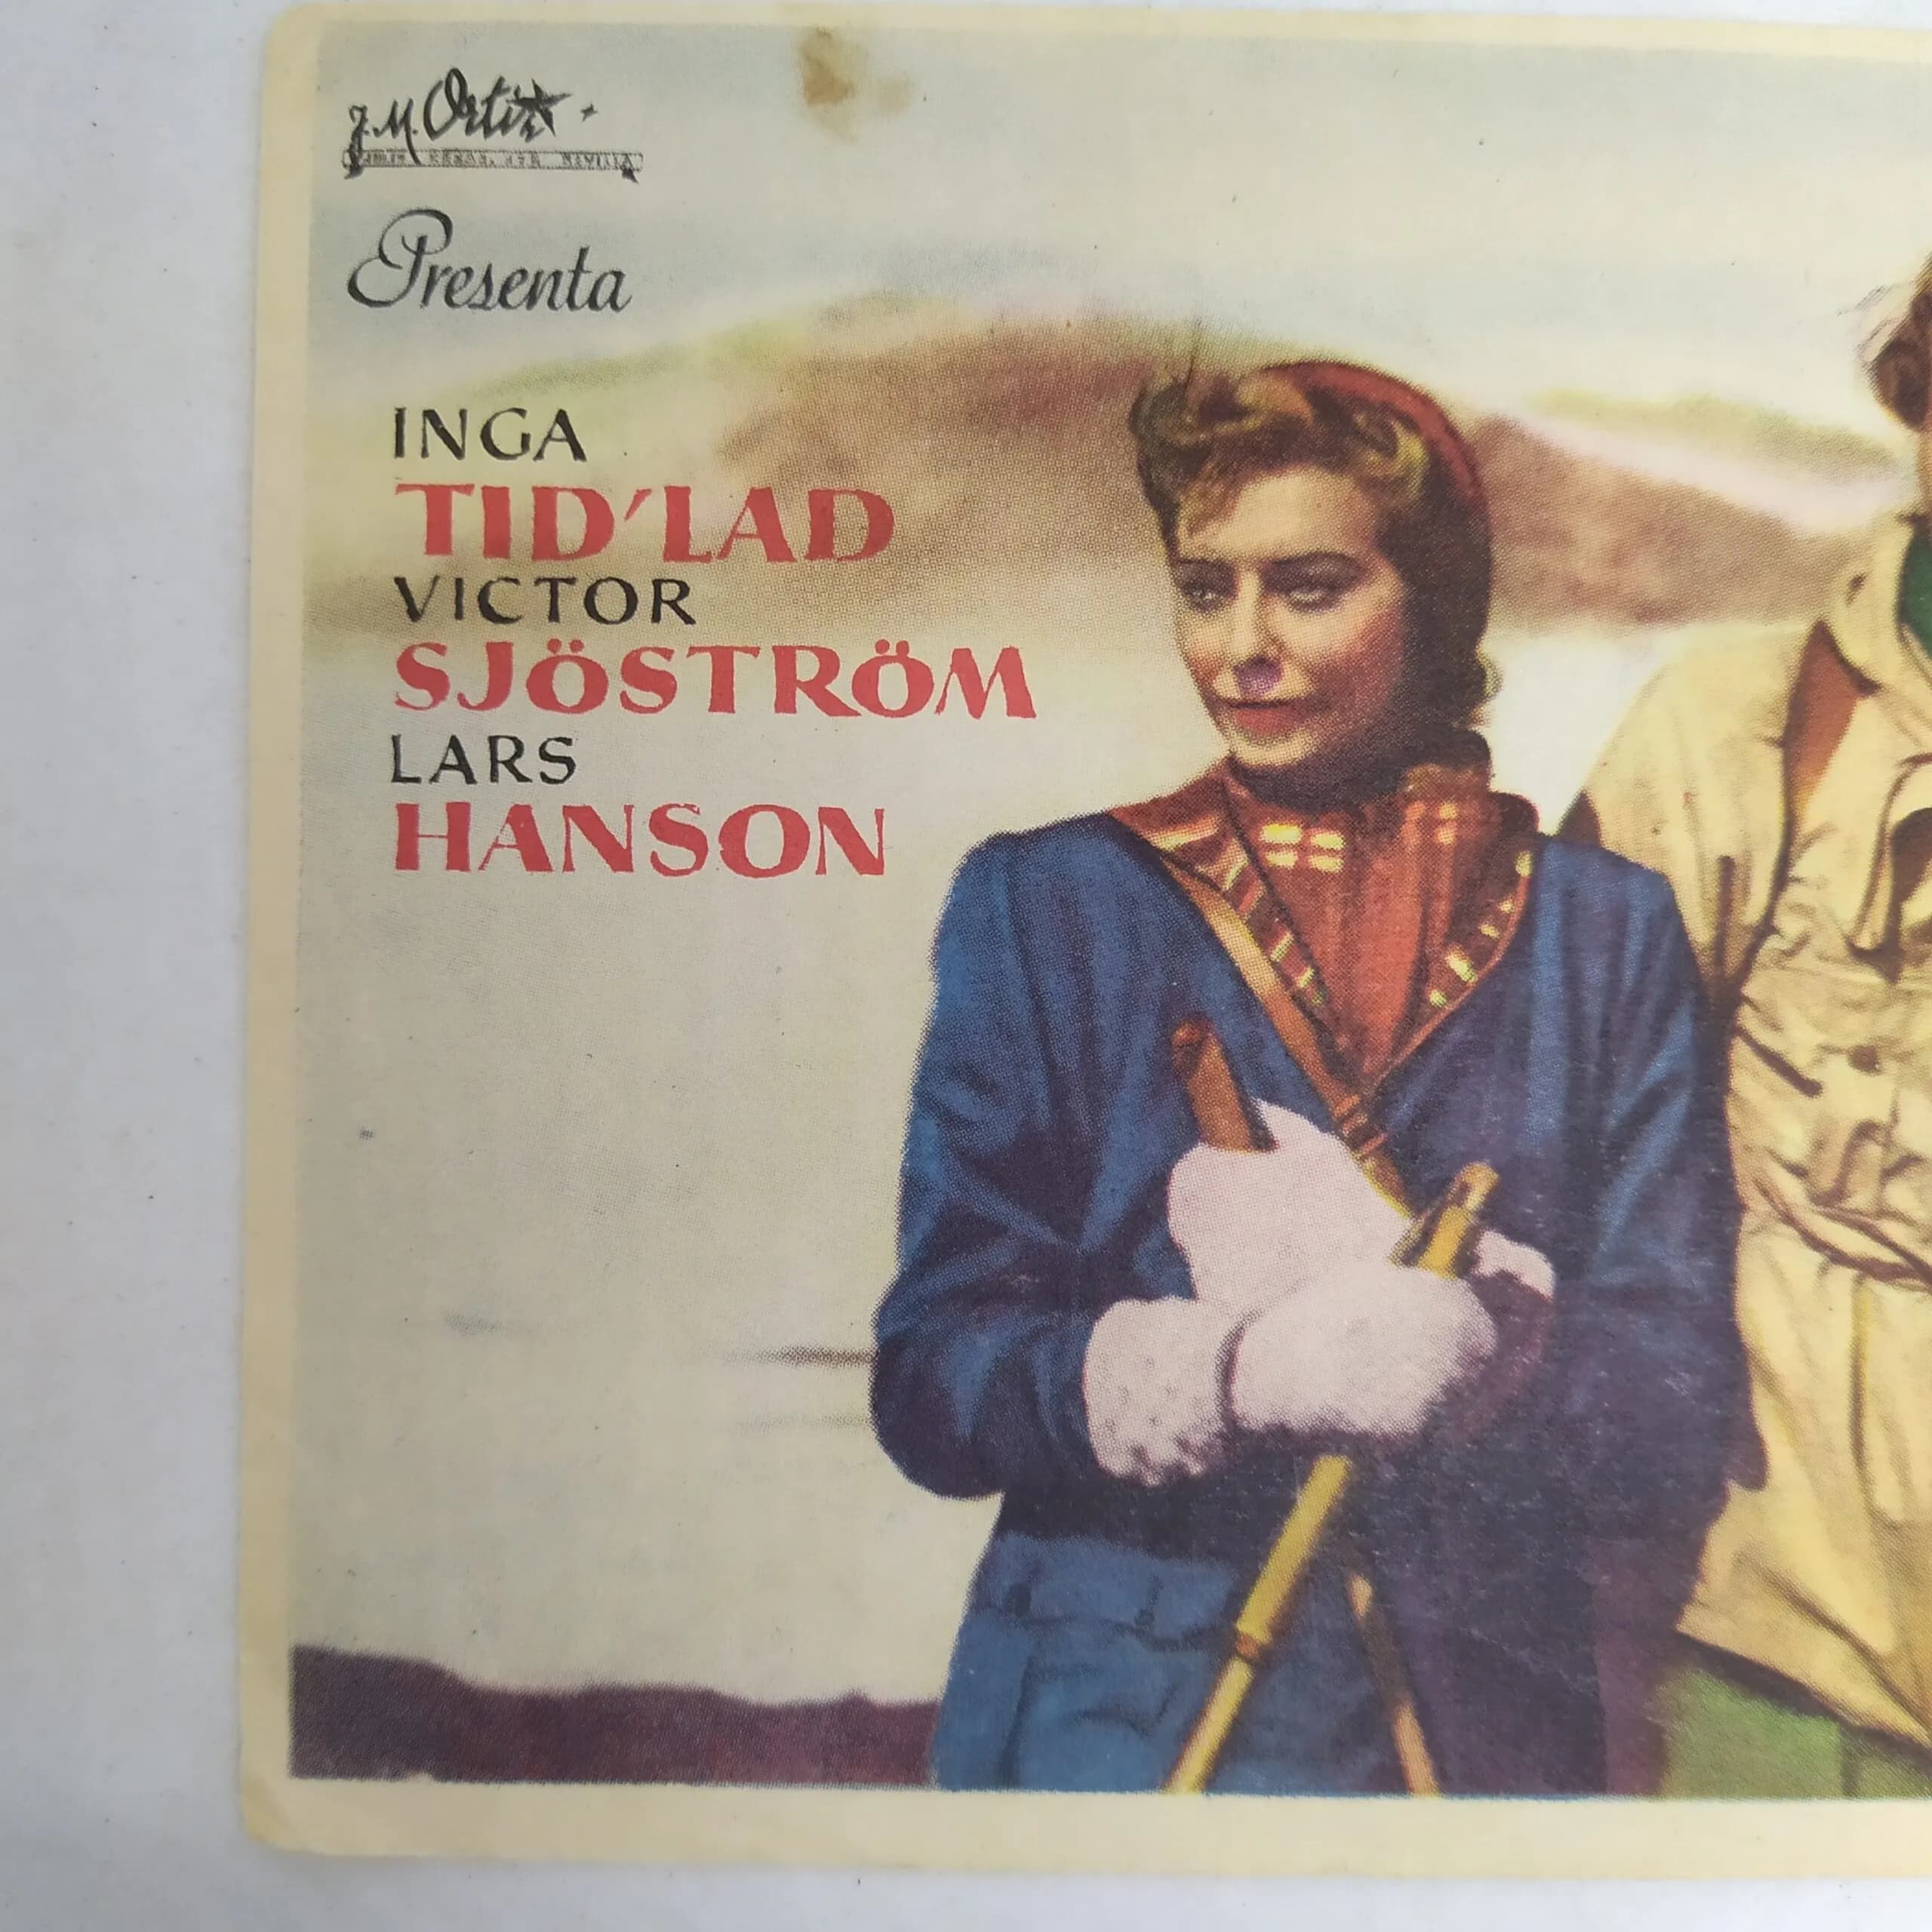 J.M. Ortiz
Presenta
INGA
TID'LAD
VICTOR
SJÖSTRÖM
LARS
HANSON